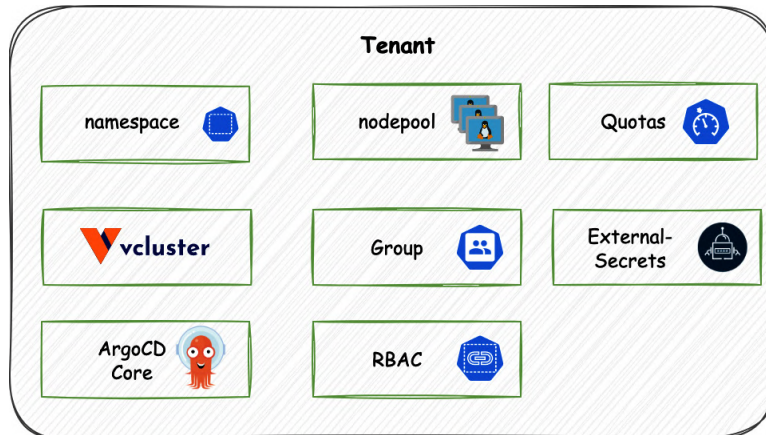 Tenant
namespace
nodepool
Quotas
vcluster
Group
External-
Secrets
ArgoCD
Core
RBAC